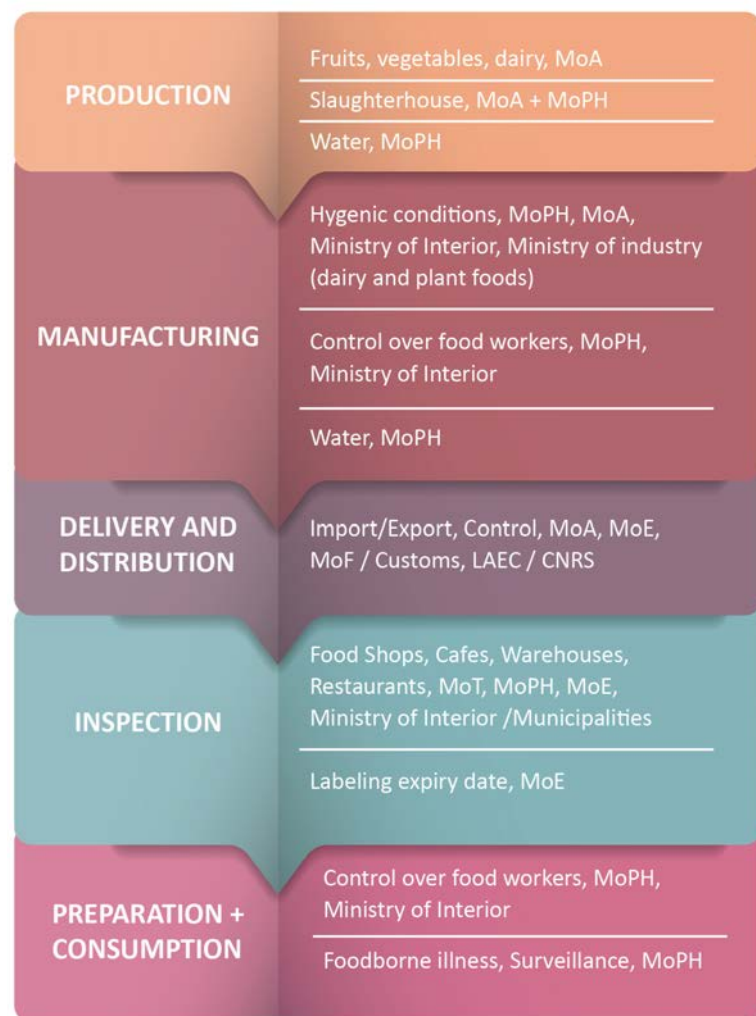 PRODUCTION
Fruits, vegetables, dairy, MoA
Slaughterhouse, MoA + MoPH
Water, MoPH
MANUFACTURING
Hygenic conditions, MoPH, MoA,
Ministry of Interior, Ministry of industry
(dairy and plant foods)
Control over food workers, MoPH,
Ministry of Interior
Water, MoPH
DELIVERY AND
DISTRIBUTION
Import/Export, Control, MoA, MoE,
MoF / Customs, LAEC / CNRS
INSPECTION
Food Shops, Cafes, Warehouses,
Restaurants, MoT, MoPH, MoE,
Ministry of Interior /Municipalities
Labeling expiry date, MoE
PREPARATION +
CONSUMPTION
Control over food workers, MoPH,
Ministry of Interior
Foodborne illness, Surveillance, MoPH